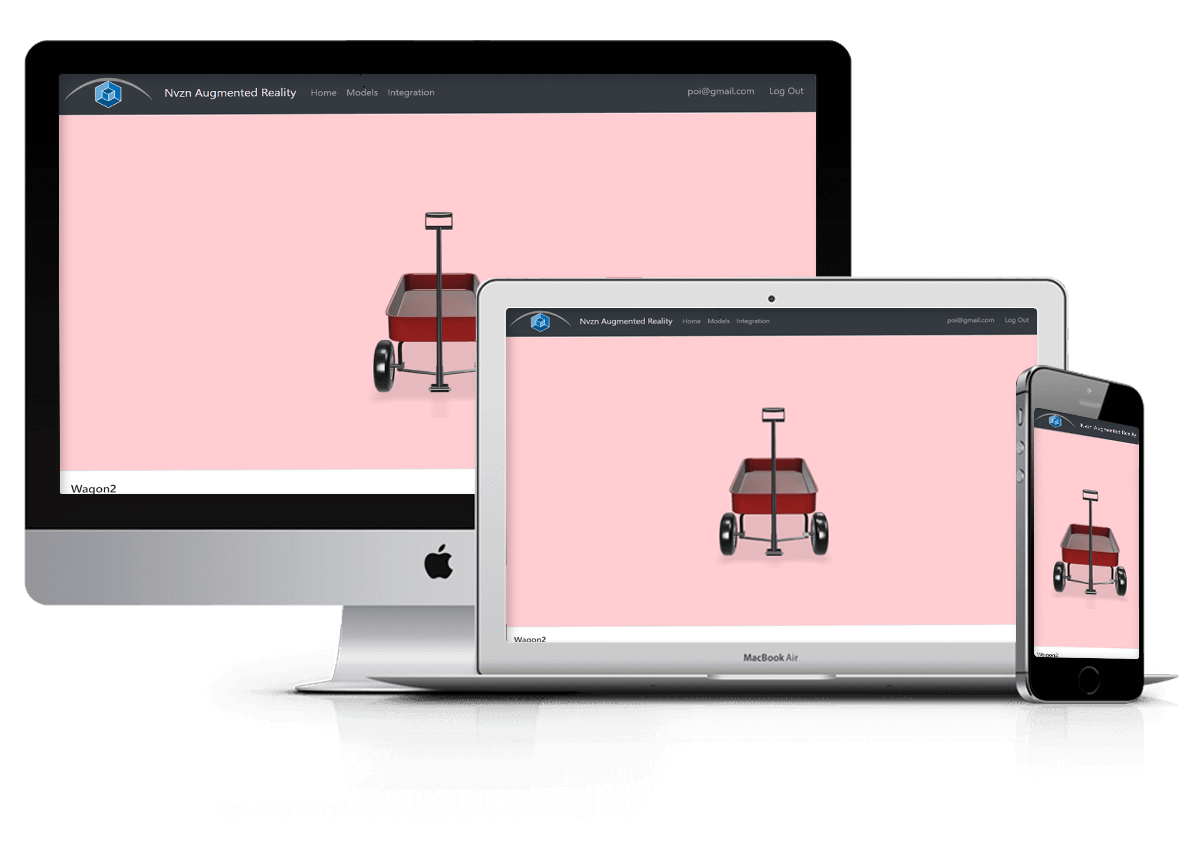 Nvzn Augmented Reality Home Models Integration poi@gmail.com Log Out
Wagon2
Nvzn Augmented Reality Home Models Integration poi@gmail.com Log Out
Wagon2
MacBook Air
Nvzn Augmented Reality
Wagon2